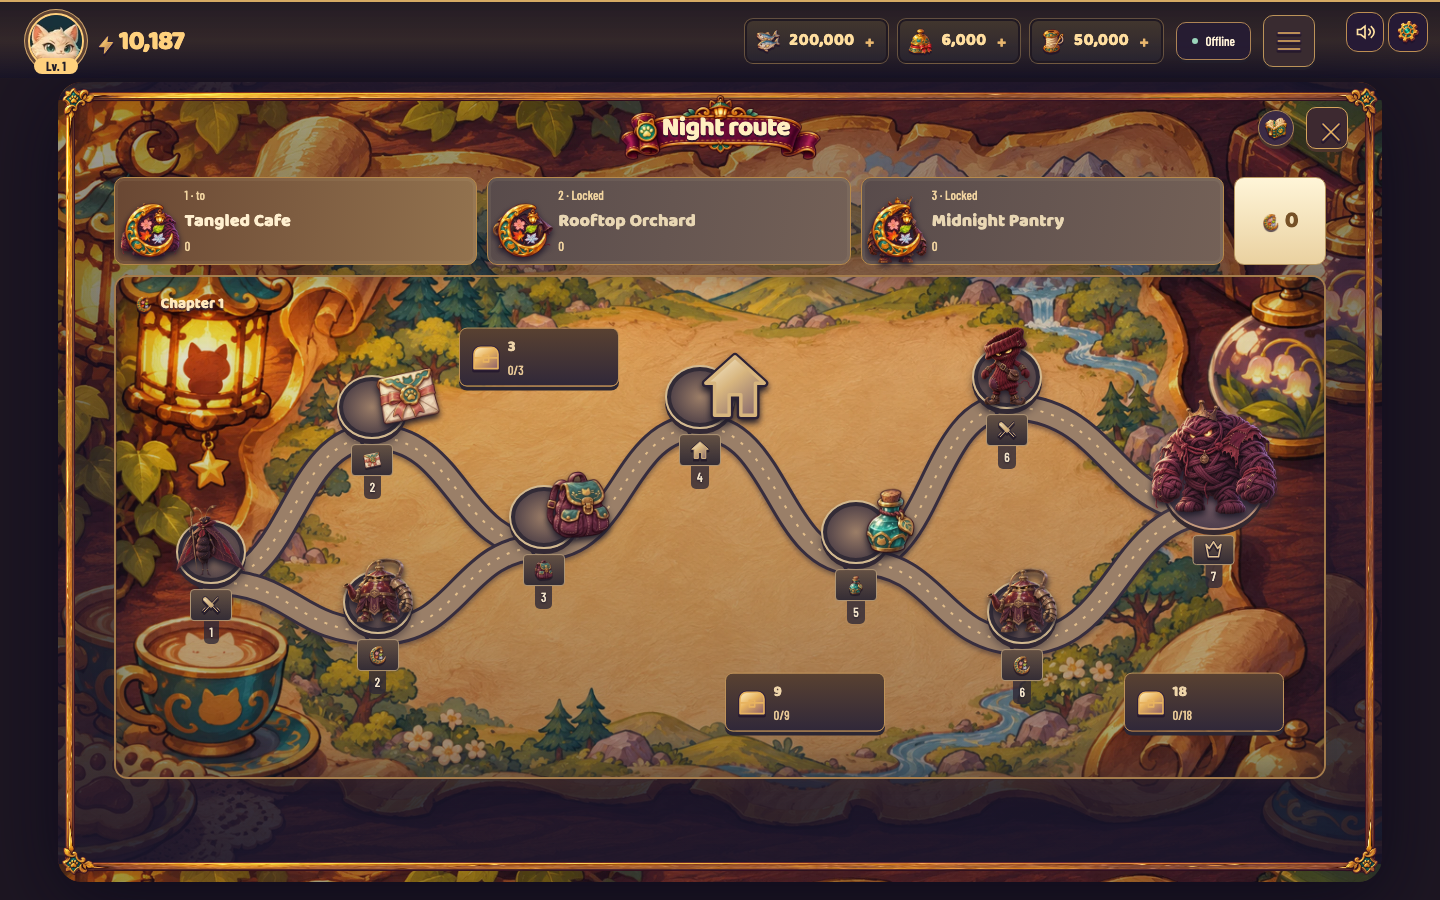 10,187
Lv. 1
200,000 +
6,000 +
50,000 +
Offline
Night route
1 · to
Tangled Cafe
0
2 · Locked
Rooftop Orchard
0
3 · Locked
Midnight Pantry
0
0
Chapter 1
3
0/3
2
4
6
3
5
7
1
2
6
9
0/9
18
0/18